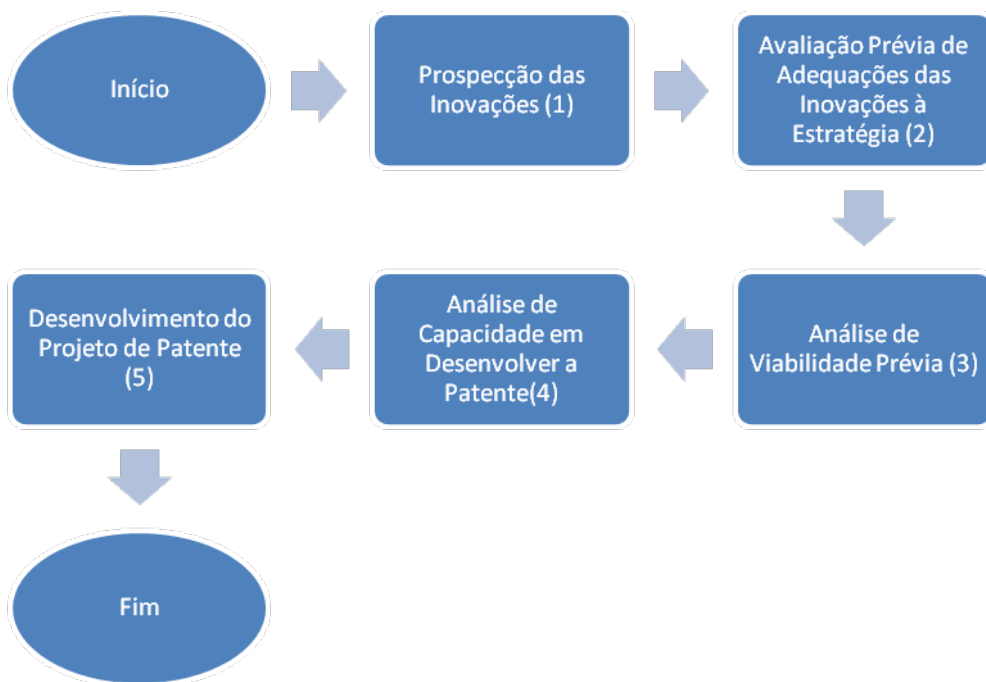 Início
Prospecção das
Inovações (1)
Avaliação Prévia de
Adequações das
Inovações à
Estratégia (2)
Análise de
Viabilidade Prévia (3)
Análise de
Capacidade em
Desenvolver a
Patente(4)
Desenvolvimento do
Projeto de Patente
(5)
Fim